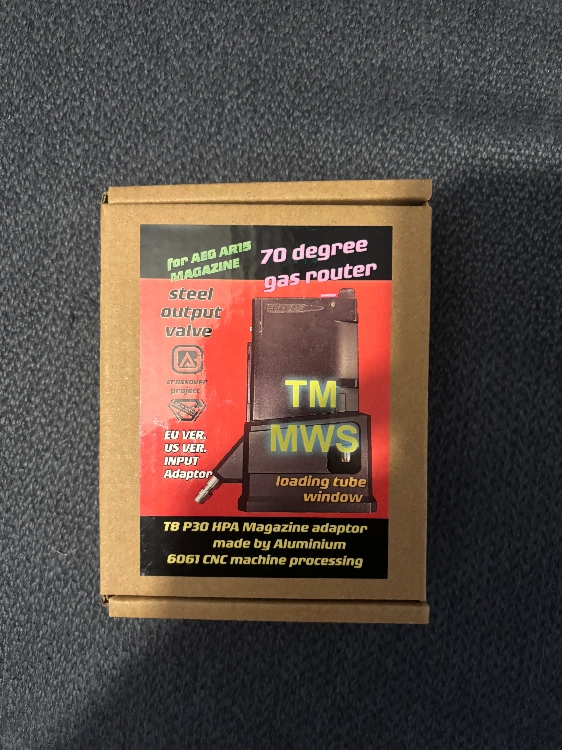 for AEG AR15
MAGAZINE
70 degree
gas router
steel
output
valve
crossover
project
EU VER.
US VER.
INPUT
Adaptor
TM
MWS
loading tube
window
T8 P30 HPA Magazine adaptor
made by Aluminium
6061 CNC machine processing